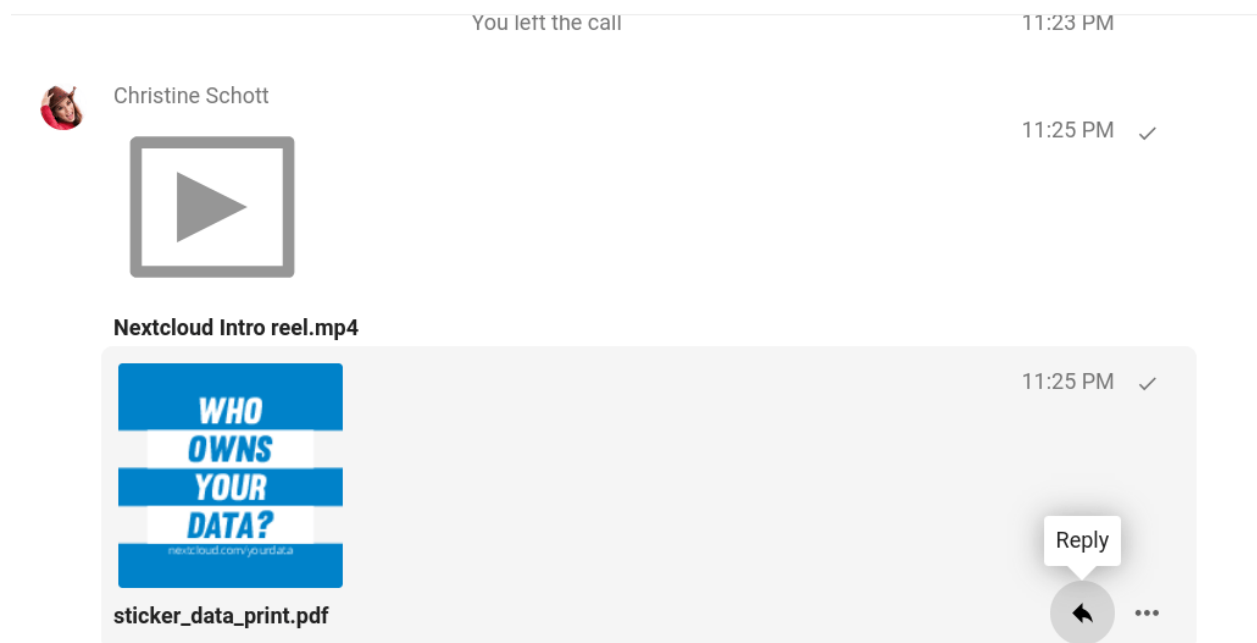 You left the call 11:23 PM
Christine Schott
11:25 PM
Nextcloud Intro reel.mp4
11:25 PM
WHO
OWNS
YOUR
DATA?
nextcloud.com/yourdata
Reply
sticker_data_print.pdf